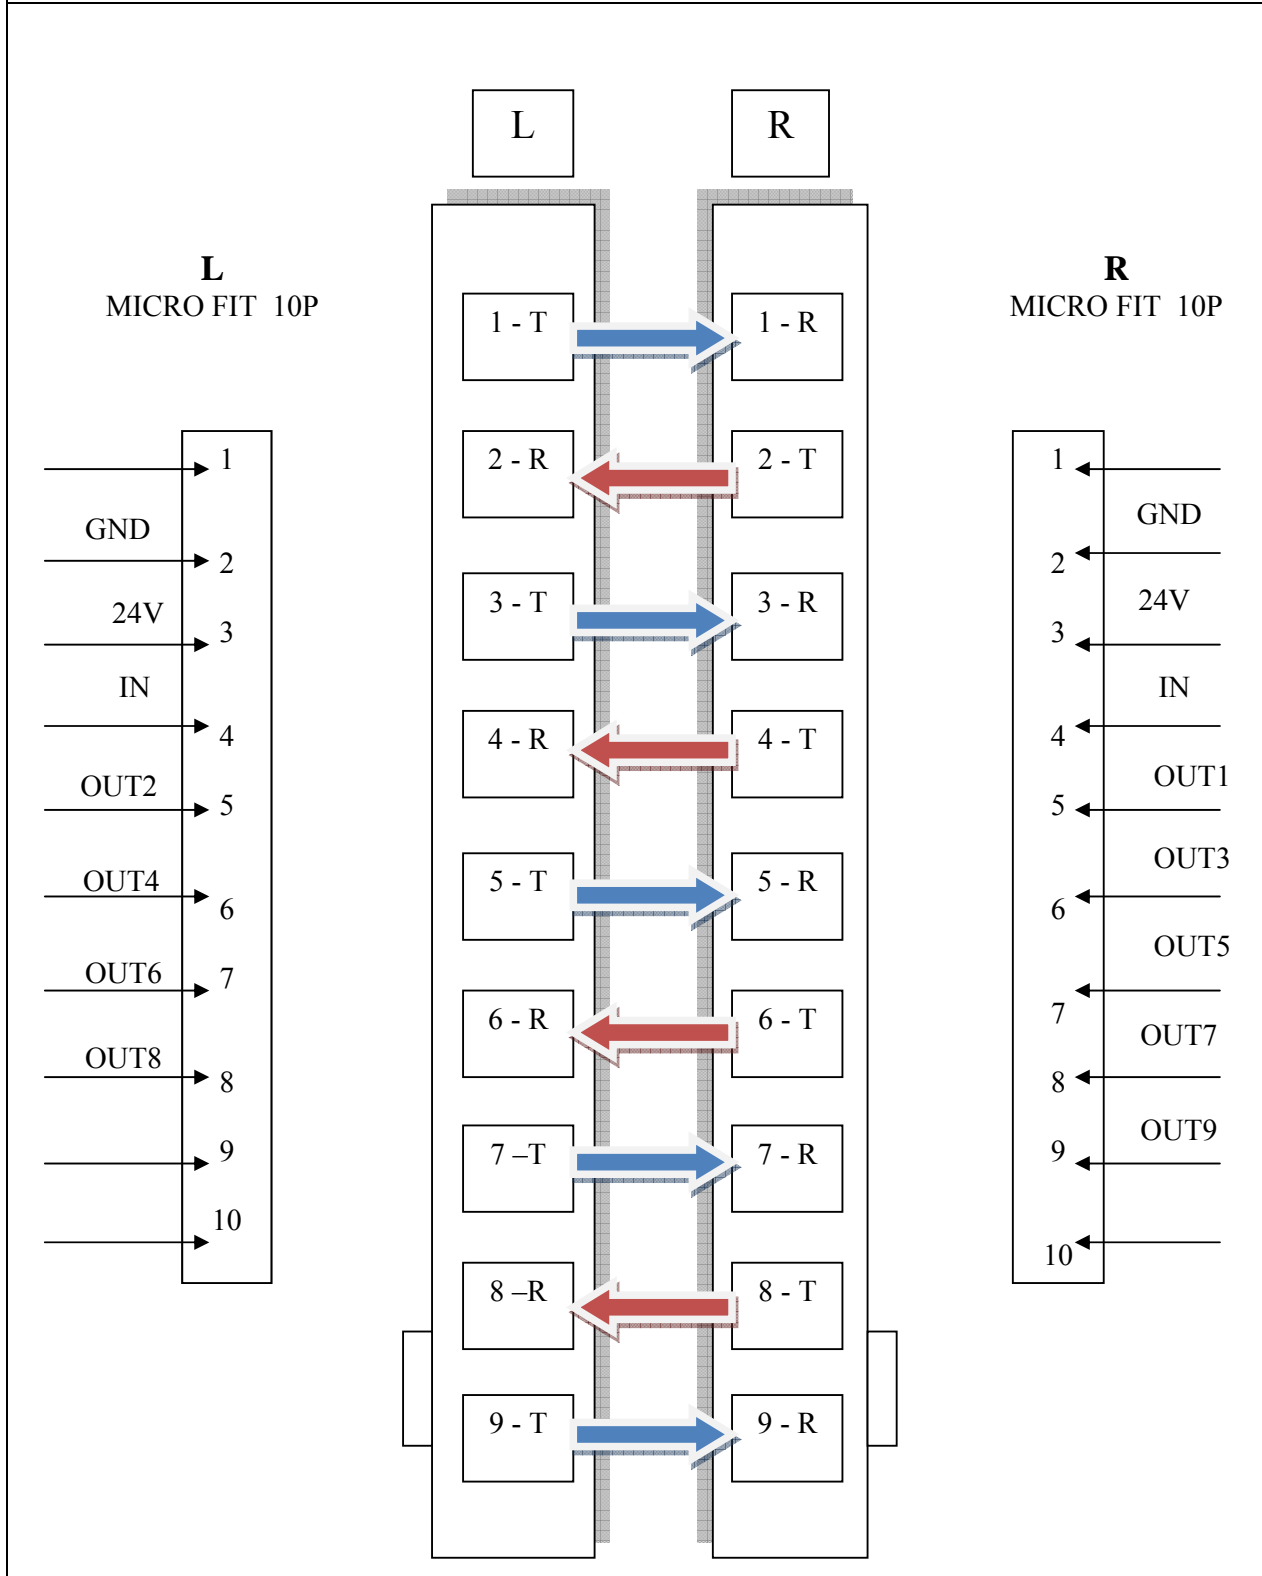 L
R
L
MICRO FIT  10P
R
MICRO FIT  10P
1 - T
1 - R
2 - R
2 - T
3 - T
3 - R
4 - R
4 - T
5 - T
5 - R
6 - R
6 - T
7 –T
7 - R
8 –R
8 - T
9 - T
9 - R
1
GND
2
24V
3
IN
4
OUT2
5
OUT4
6
OUT6
7
OUT8
8
9
10
1
GND
2
24V
3
IN
4
OUT1
5
OUT3
6
OUT5
7
OUT7
8
OUT9
9
10